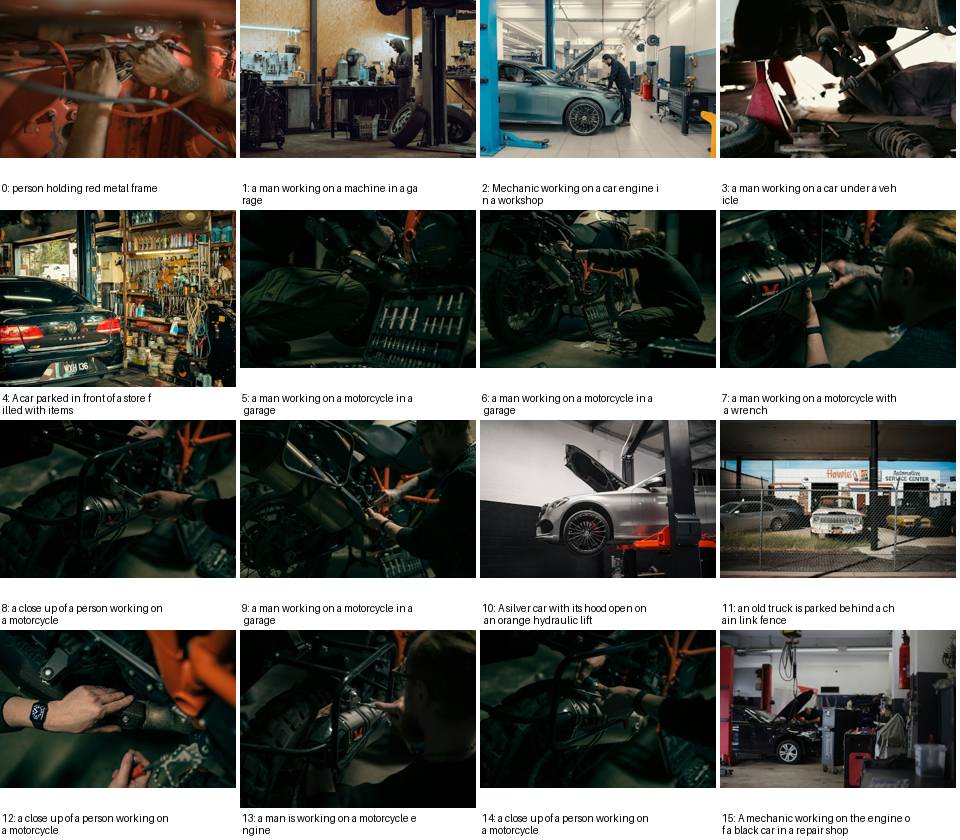 0: person holding red metal frame
1: a man working on a machine in a ga
rage
2: Mechanic working on a car engine i
n a workshop
3: a man working on a car under a veh
icle
PASSAT
4: A car parked in front of a store f
illed with items
5: a man working on a motorcycle in a
garage
6: a man working on a motorcycle in a
garage
7: a man working on a motorcycle with
a wrench
8: a close up of a person working on
a motorcycle
9: a man working on a motorcycle in a
garage
10: A silver car with its hood open on
an orange hydraulic lift
Howie's
Automotive
SERVICE CENTER
11: an old truck is parked behind a ch
ain link fence
12: a close up of a person working on
a motorcycle
13: a man is working on a motorcycle e
ngine
14: a close up of a person working on
a motorcycle
15: A mechanic working on the engine o
f a black car in a repair shop